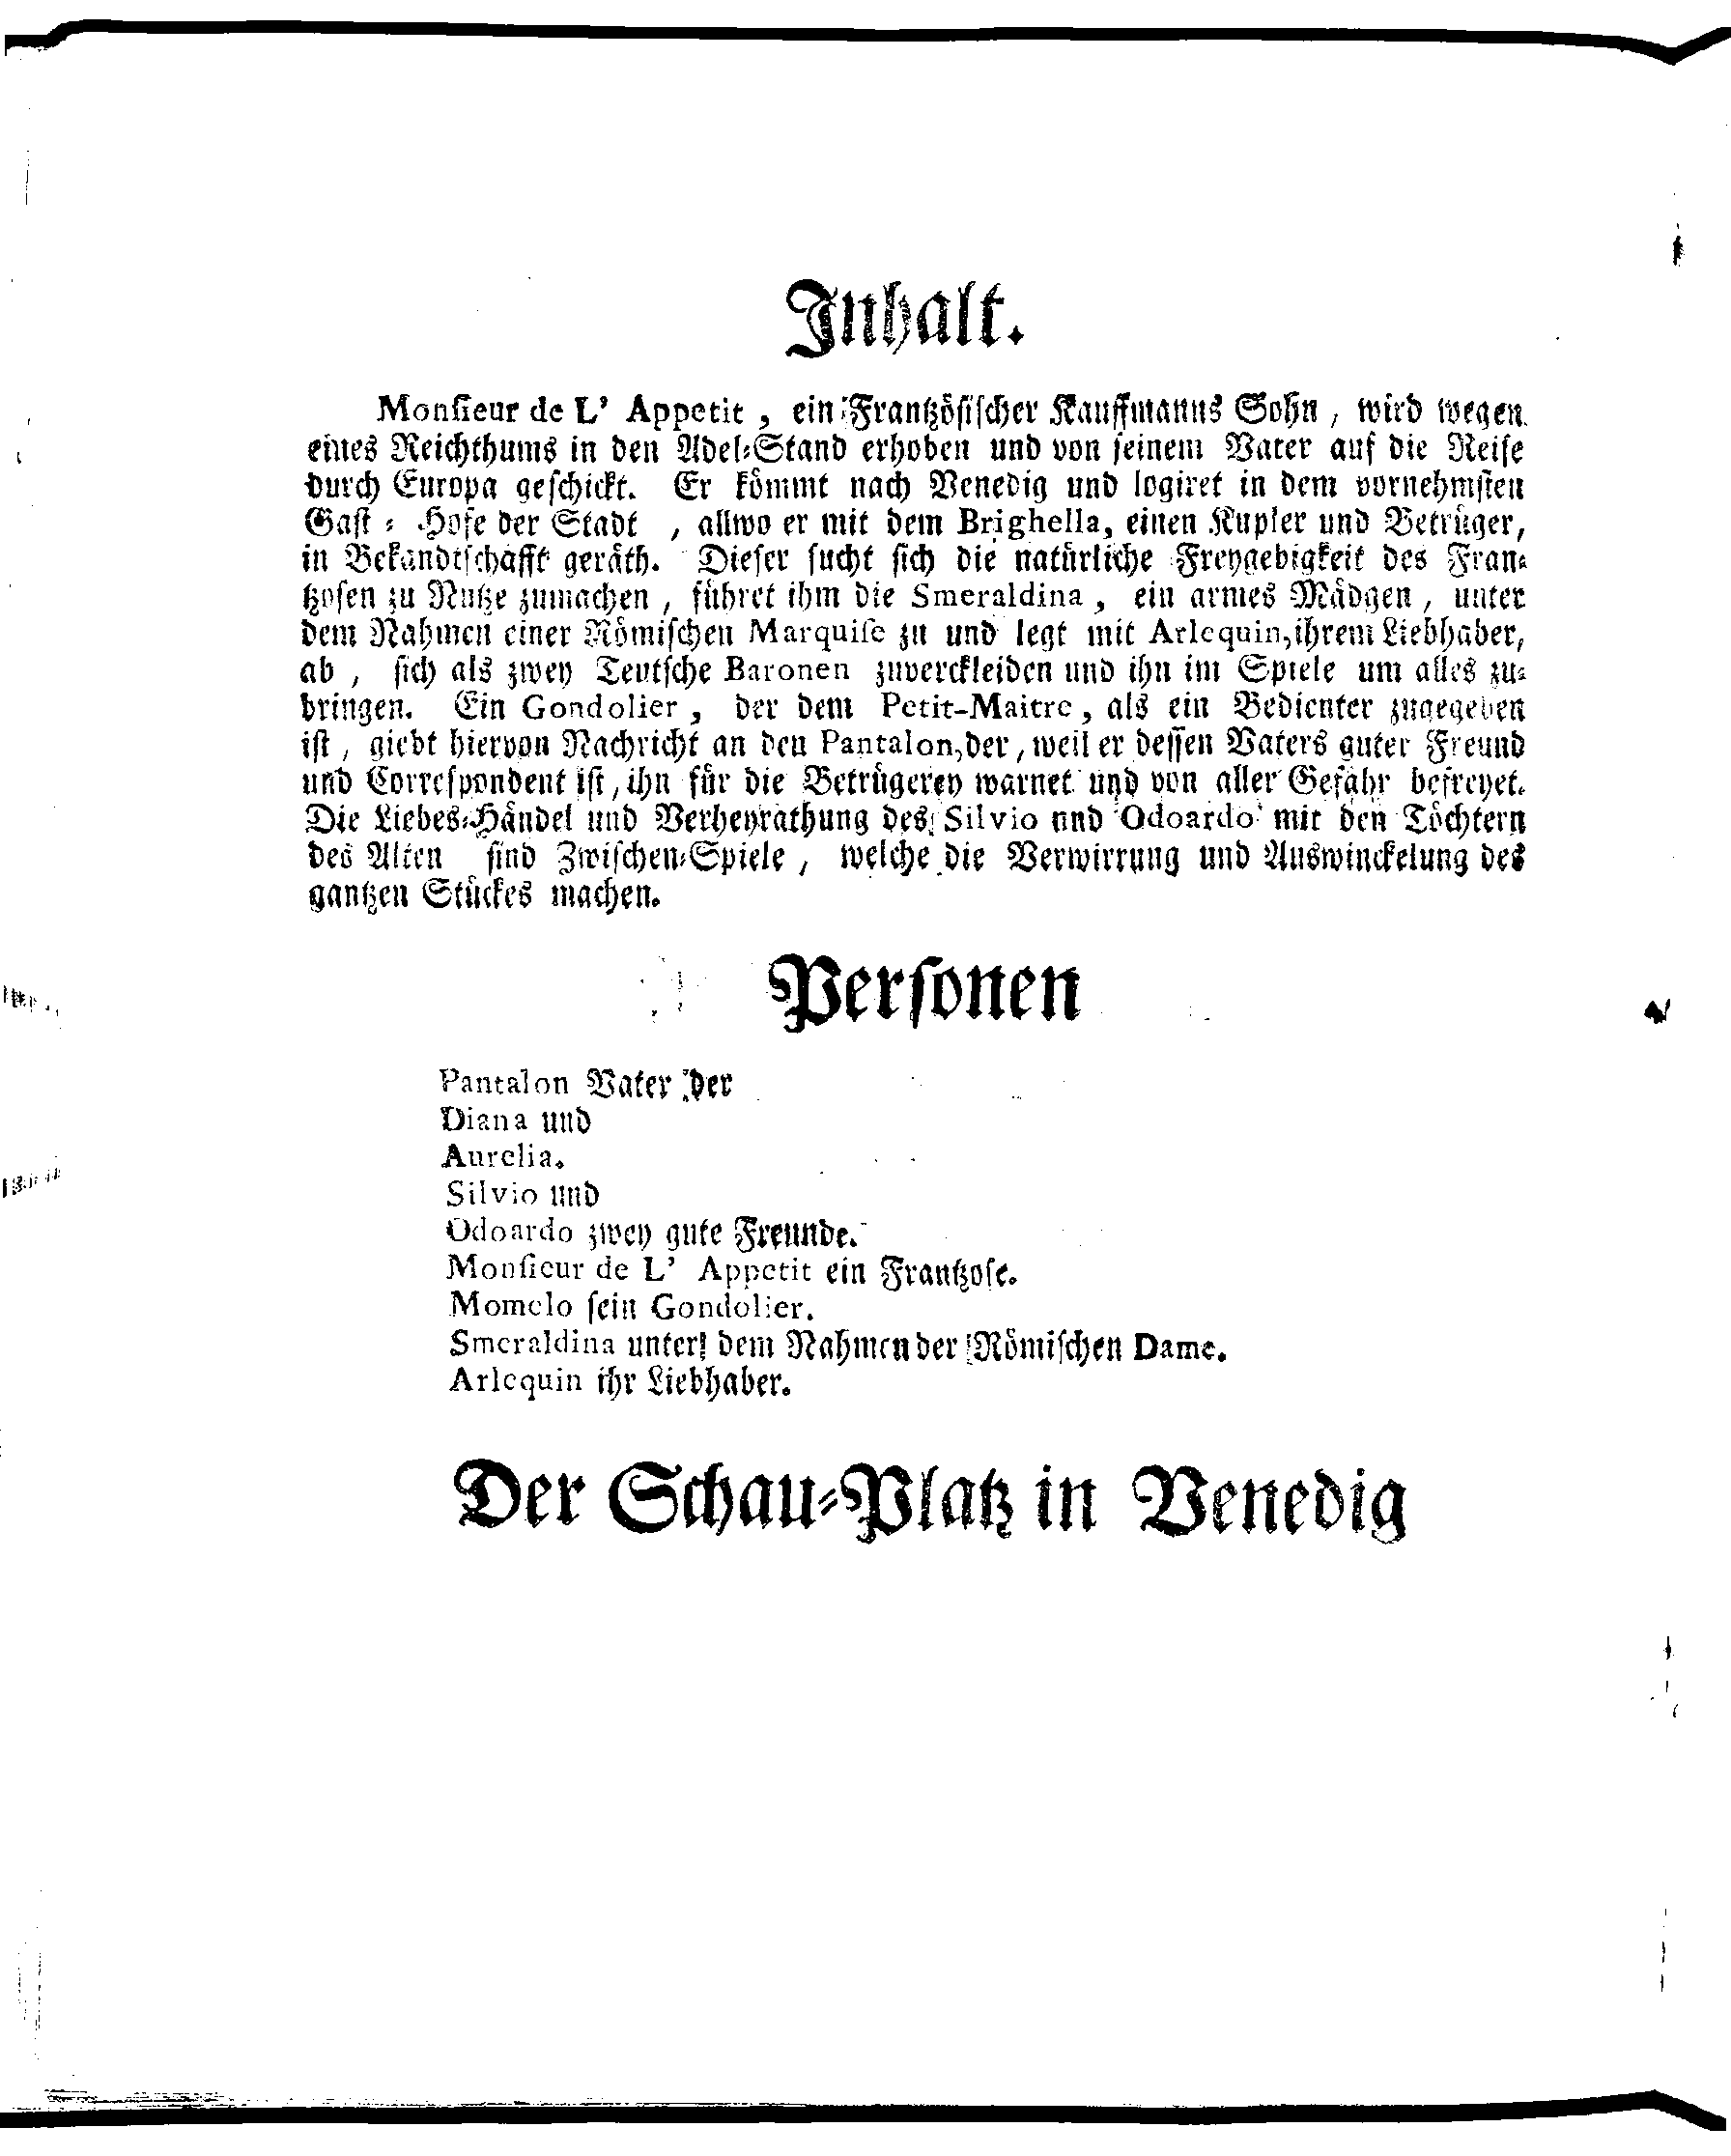 Inhalt.
Monsieur de L' Appetit, ein Frantzösischer Kauffmanns Sohn, wird wegen
eines Reichthums in den Adel-Stand erhoben und von seinem Vater auf die Reise
durch Europa geschickt. Er kömmt nach Venedig und logiret in dem vornehmsten
Gast-Hofe der Stadt, allwo er mit dem Brighella, einen Kupler und Betrüger,
in Bekandtschafft geräth. Dieser sucht sich die natürliche Freygebigkeit des Fran-
tzosen zu Nutze zumachen, führet ihm die Smeraldina, ein armes Mädgen, unter
dem Nahmen einer Römischen Marquise zu und legt mit Arlequin, ihrem Liebhaber,
ab, sich als zwey Teutsche Baronen zuverckleiden und ihn im Spiele um alles zu-
bringen. Ein Gondolier, der dem Petit-Maitre, als ein Bedienter zugegeben
ist, giebt hiervon Nachricht an den Pantalon, der, weil er dessen Vaters guter Freund
und Correspondent ist, ihn für die Betrügerey warnet und von aller Gefahr befreyet.
Die Liebes-Händel und Verheyrathung des Silvio und Odoardo mit den Töchtern
des Alten sind Zwischen-Spiele, welche die Verwirrung und Auswinckelung des
gantzen Stückes machen.
Personen
Pantalon Vater der
Diana und
Aurelia.
Silvio und
Odoardo zwey gute Freunde.
Monsieur de L' Appetit ein Frantzose.
Momolo sein Gondolier.
Smeraldina unter dem Nahmen der Römischen Dame.
Arlequin ihr Liebhaber.
Der Schau-Platz in Venedig